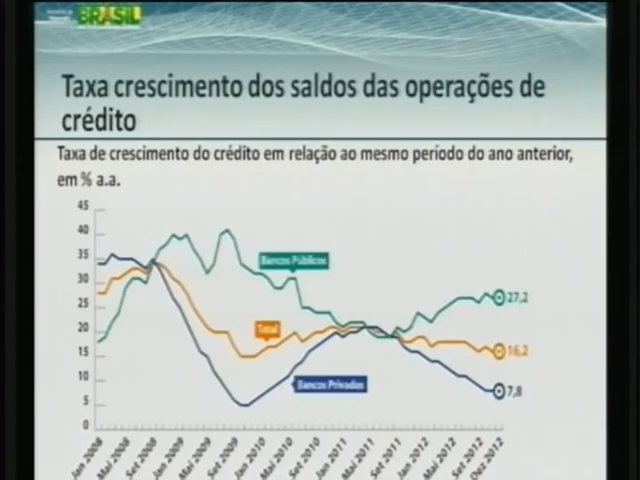 BRASIL
Taxa crescimento dos saldos das operações de
crédito
Taxa de crescimento do crédito em relação ao mesmo período do ano anterior,
em % a.a.
45
40
35
30
25
20
15
10
5
0
Bancos Públicos
Total
Bancos Privados
27,2
16,2
7,8
Jan 2008
Mai 2008
Set 2008
Jan 2009
Mai 2009
Set 2009
Jan 2010
Mai 2010
Set 2010
Jan 2011
Mai 2011
Set 2011
Jan 2012
Mai 2012
Set 2012
Dez 2012